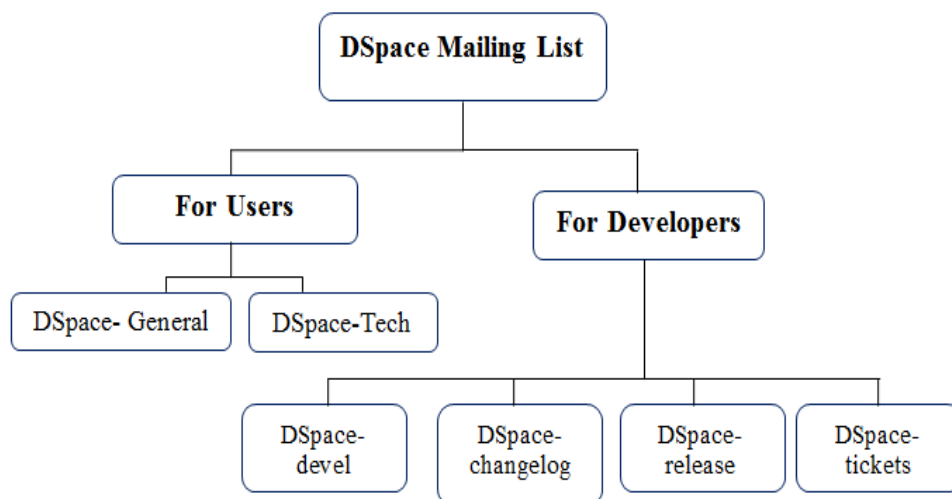 DSpace Mailing List
For Users
For Developers
DSpace- General
DSpace-Tech
DSpace-
devel
DSpace-
changelog
DSpace-
release
DSpace-
tickets